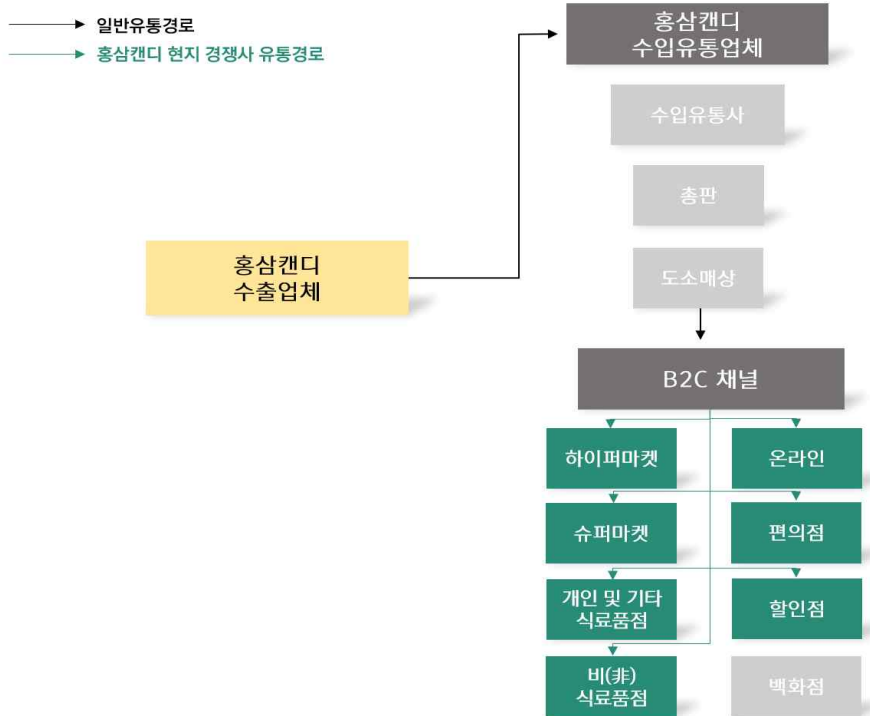 일반유통경로
홍삼캔디 현지 경쟁사 유통경로
홍삼캔디
수입유통업체
수입유통사
총판
도소매상
홍삼캔디
수출업체
B2C 채널
하이퍼마켓
온라인
슈퍼마켓
편의점
개인 및 기타
식료품점
할인점
비(非)
식료품점
백화점